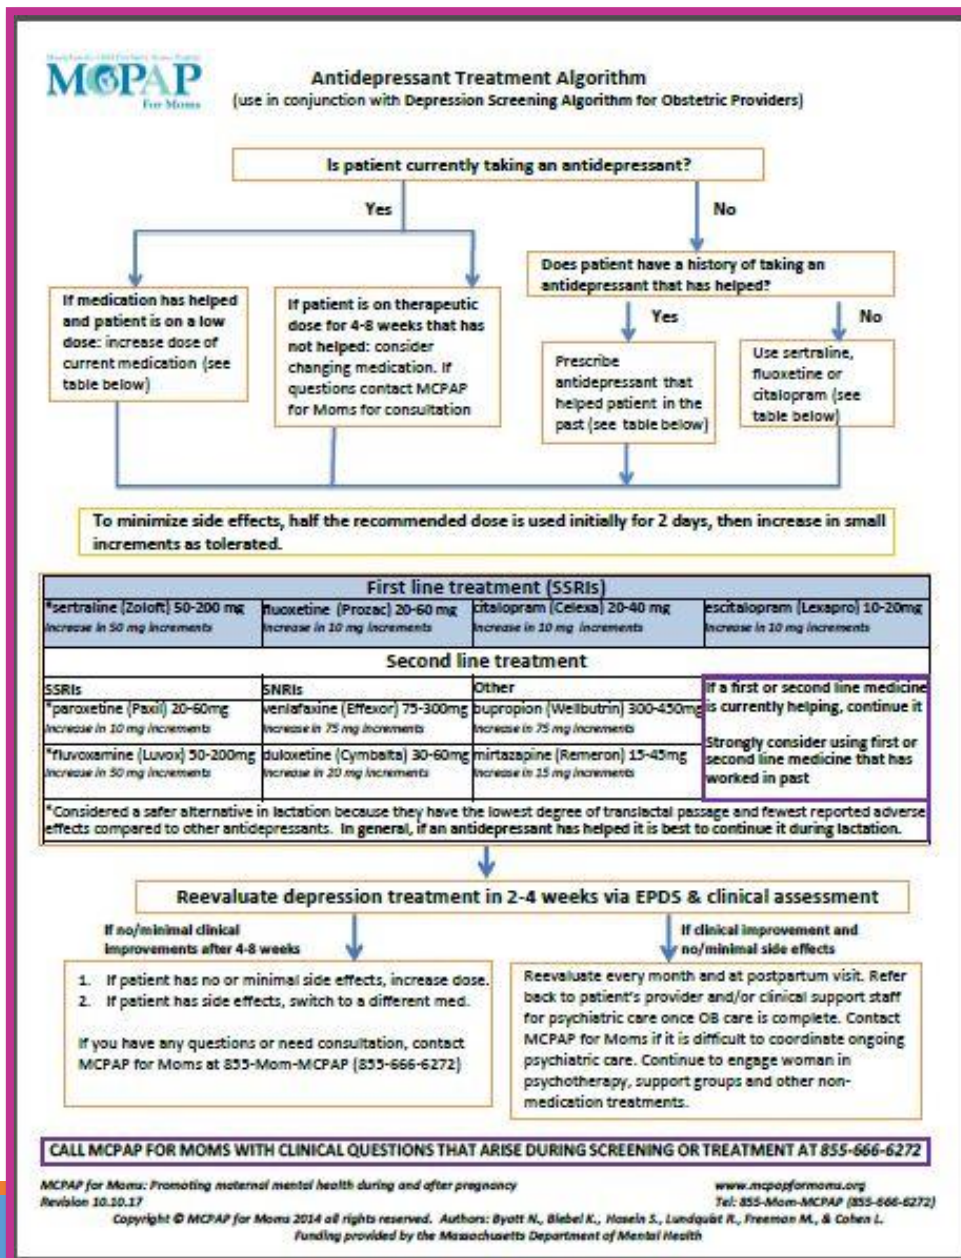 MCPAP
For Moms
Antidepressant Treatment Algorithm
(use in conjunction with Depression Screening Algorithm for Obstetric Providers)
Is patient currently taking an antidepressant?
Yes
No
If medication has helped
and patient is on a low
dose: increase dose of
current medication (see
table below)
If patient is on therapeutic
dose for 4-8 weeks that has
not helped: consider
changing medication. If
questions contact MCPAP
for Moms for consultation
Does patient have a history of taking an
antidepressant that has helped?
Yes
No
Prescribe
antidepressant that
helped patient in the
past (see table below)
Use sertraline,
fluoxetine or
citalopram (see
table below)
To minimize side effects, half the recommended dose is used initially for 2 days, then increase in small
increments as tolerated.
First line treatment (SSRIs)
*sertraline (Zoloft) 50-200 mg
Increase in 50 mg increments
fluoxetine (Prozac) 20-60 mg
Increase in 10 mg increments
citalopram (Celexa) 20-40 mg
Increase in 10 mg increments
escitalopram (Lexapro) 10-20mg
Increase in 10 mg increments
Second line treatment
SSRIs
SNRIs
Other
*paroxetine (Paxil) 20-60mg
Increase in 10 mg increments
venlafaxine (Effexor) 75-300mg
Increase in 75 mg increments
bupropion (Wellbutrin) 300-450mg
Increase in 75 mg increments
*fluvoxamine (Luvox) 50-200mg
Increase in 50 mg increments
duloxetine (Cymbalta) 30-60mg
Increase in 20 mg increments
mirtazapine (Remeron) 15-45mg
Increase in 15 mg increments
If a first or second line medicine
is currently helping, continue it
Strongly consider using first or
second line medicine that has
worked in past
*Considered a safer alternative in lactation because they have the lowest degree of translactal passage and fewest reported adverse
effects compared to other antidepressants. In general, if an antidepressant has helped it is best to continue it during lactation.
Reevaluate depression treatment in 2-4 weeks via EPDS & clinical assessment
If no/minimal clinical
improvements after 4-8 weeks
If clinical improvement and
no/minimal side effects
1. If patient has no or minimal side effects, increase dose.
2. If patient has side effects, switch to a different med.
If you have any questions or need consultation, contact
MCPAP for Moms at 855-Mom-MCPAP (855-666-6272)
Reevaluate every month and at postpartum visit. Refer
back to patient's provider and/or clinical support staff
for psychiatric care once OB care is complete. Contact
MCPAP for Moms if it is difficult to coordinate ongoing
psychiatric care. Continue to engage woman in
psychotherapy, support groups and other non-
medication treatments.
CALL MCPAP FOR MOMS WITH CLINICAL QUESTIONS THAT ARISE DURING SCREENING OR TREATMENT AT 855-666-6272
MCPAP for Moms: Promoting maternal mental health during and after pregnancy
www.mcpapformoms.org
Revision 10.10.17
Tel: 855-Mom-MCPAP (855-666-6272)
Copyright © MCPAP for Moms 2014 all rights reserved. Authors: Byatt N., Biebel K., Hosein S., Lundquist R., Freeman M., & Cohen L.
Funding provided by the Massachusetts Department of Mental Health